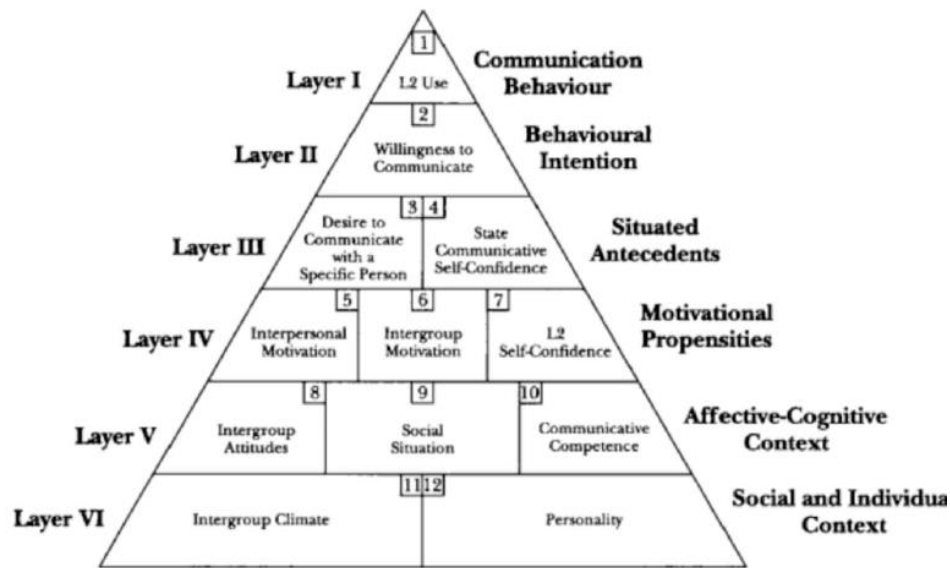 1
Layer I
L2 Use
Communication
Behaviour
2
Layer II
Willingness to
Communicate
Behavioural
Intention
3 4
Layer III
Desire to
Communicate
with a
Specific Person
State
Communicative
Self-Confidence
Situated
Antecedents
5 6 7
Layer IV
Interpersonal
Motivation
Intergroup
Motivation
L2
Self-Confidence
Motivational
Propensities
8 9 10
Layer V
Intergroup
Attitudes
Social
Situation
Communicative
Competence
Affective-Cognitive
Context
11 12
Layer VI
Intergroup Climate
Personality
Social and Individua
Context